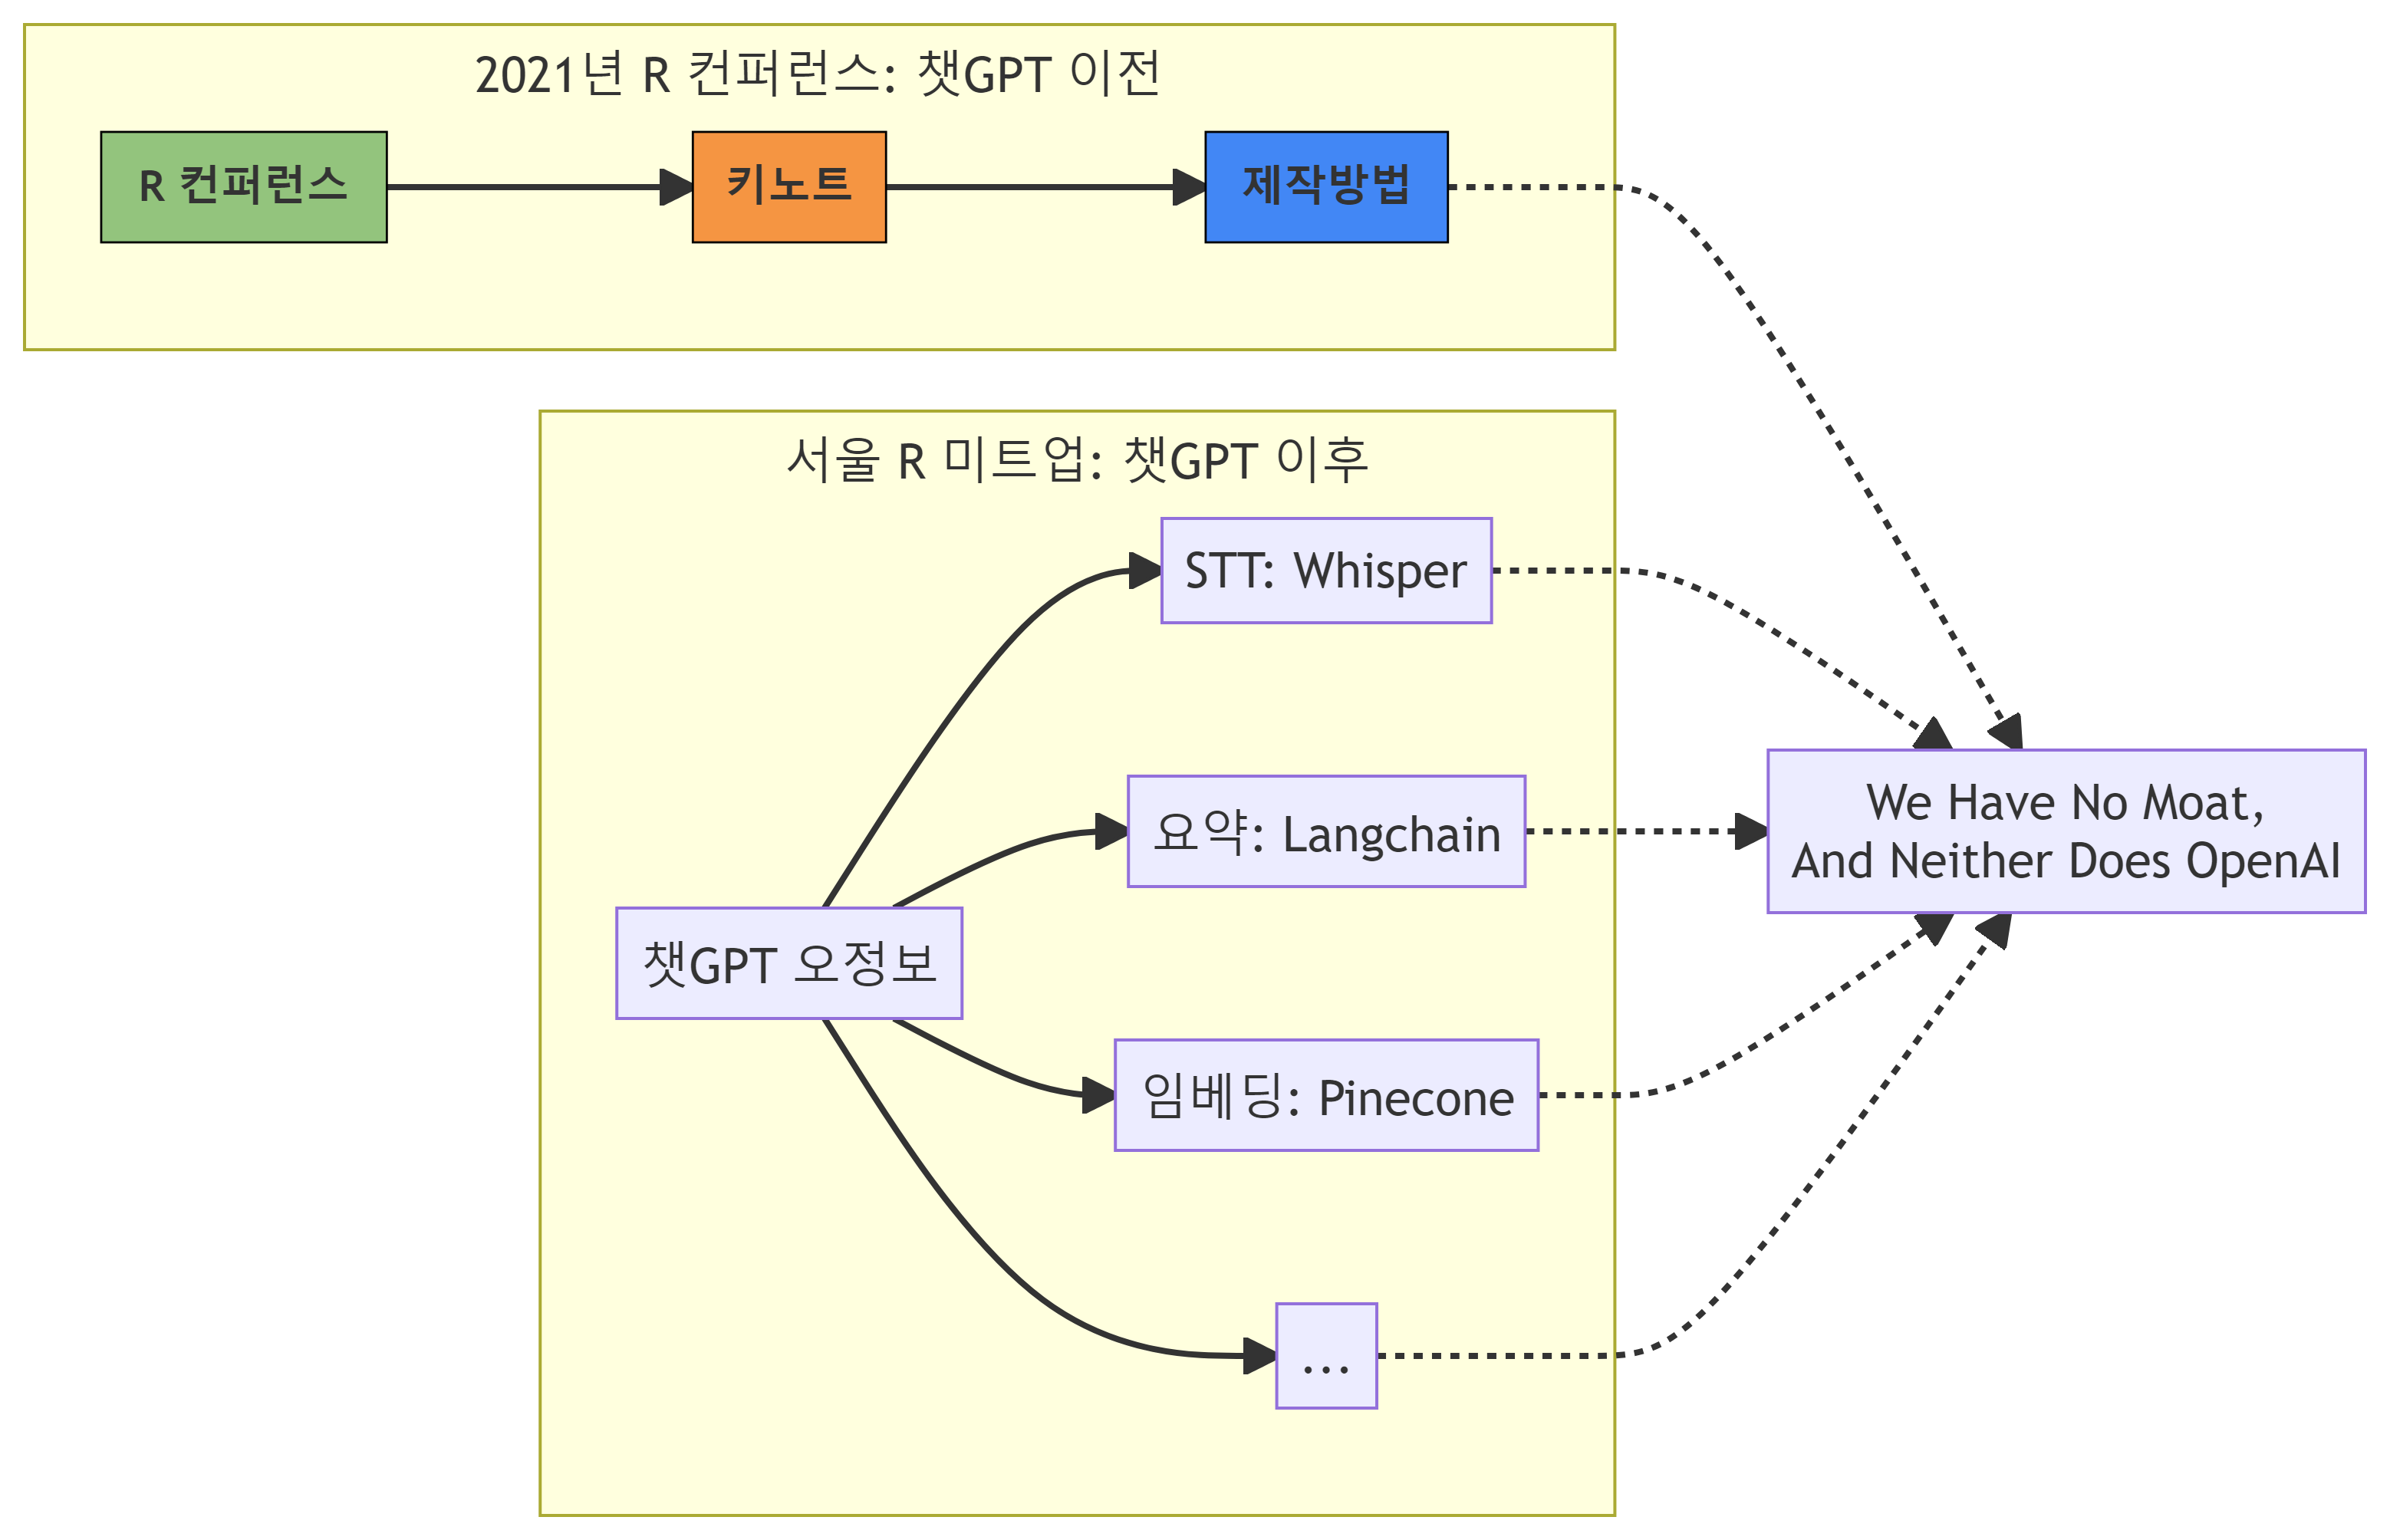 2021년 R 컨퍼런스: 챗GPT 이전
R 컨퍼런스
키노트
제작방법
서울 R 미트업: 챗GPT 이후
STT: Whisper
요약: Langchain
챗GPT 오정보
임베딩: Pinecone
...
We Have No Moat,
And Neither Does OpenAI